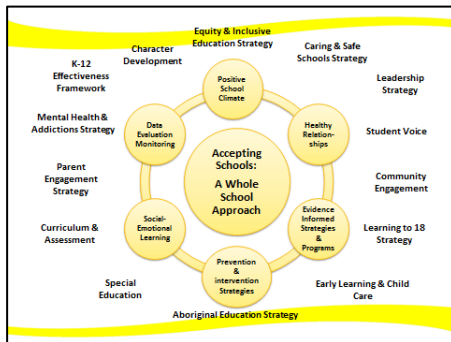 Equity & Inclusive
Education Strategy
Character
Development
Caring & Safe
Schools Strategy
K-12
Effectiveness
Framework
Leadership
Strategy
Positive
School
Climate
Mental Health &
Addictions Strategy
Data
Evaluation
Monitoring
Healthy
Relation-
ships
Student Voice
Accepting
Schools:
A Whole
School
Approach
Parent
Engagement
Strategy
Community
Engagement
Curriculum &
Assessment
Social-
Emotional
Learning
Evidence
Informed
Strategies
&
Programs
Learning to 18
Strategy
Prevention
&
intervention
Strategies
Special
Education
Early Learning & Child
Care
Aboriginal Education Strategy